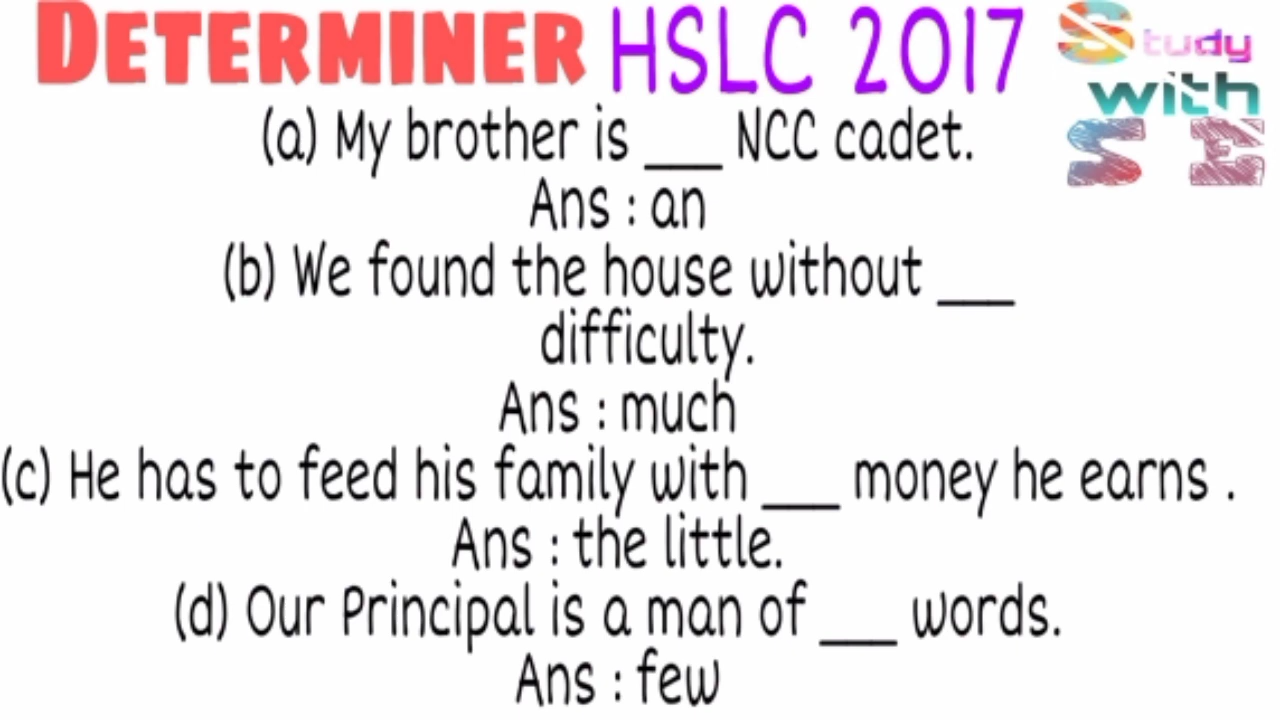 DETERMINER HSLC 2017
Study
with
S E
(a) My brother is ___ NCC cadet.
Ans : an
(b) We found the house without ___
difficulty.
Ans : much
(c) He has to feed his family with ___ money he earns .
Ans : the little.
(d) Our Principal is a man of ___ words.
Ans : few